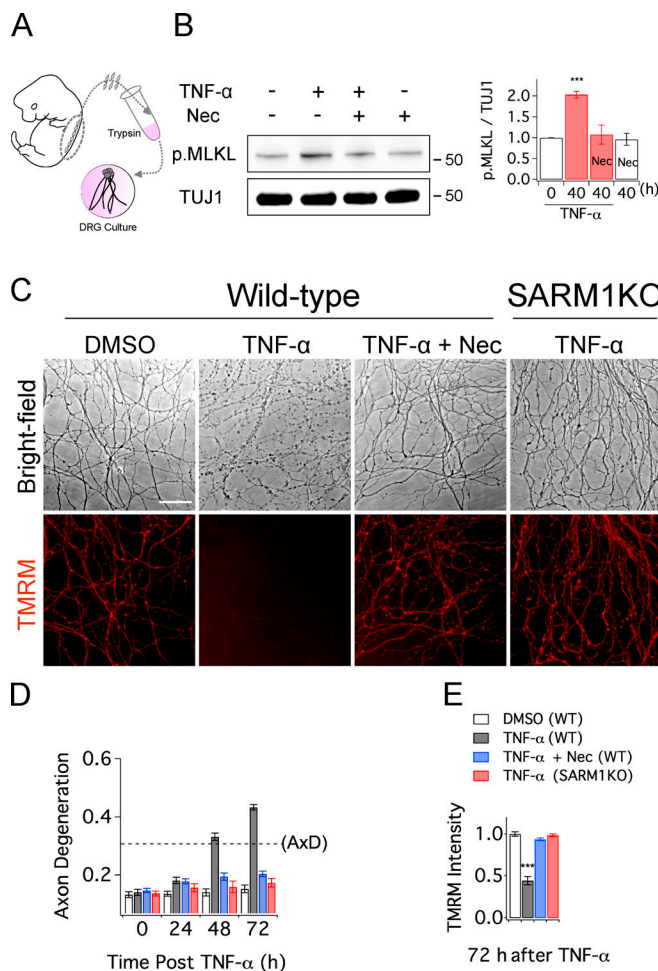 A
Trypsin
DRG Culture
B
TNF-α - + + -
Nec - - + +
p.MLKL
- 50
TUJ1
- 50
p.MLKL / TUJ1
2.0
1.5
1.0
0.5
0.0
***
Nec
Nec
0 40 40 40 (h)
TNF-α
C
Wild-type
SARM1KO
DMSO
TNF-α
TNF-α + Nec
TNF-α
Bright-field
TMRM
D
Axon Degeneration
0.6
0.4
0.2
(AxD)
0 24 48 72
Time Post TNF-α (h)
E
DMSO (WT)
TNF-α (WT)
TNF-α + Nec (WT)
TNF-α (SARM1KO)
TMRM Intensity
1.0
0.5
0.0
***
72 h after TNF-α